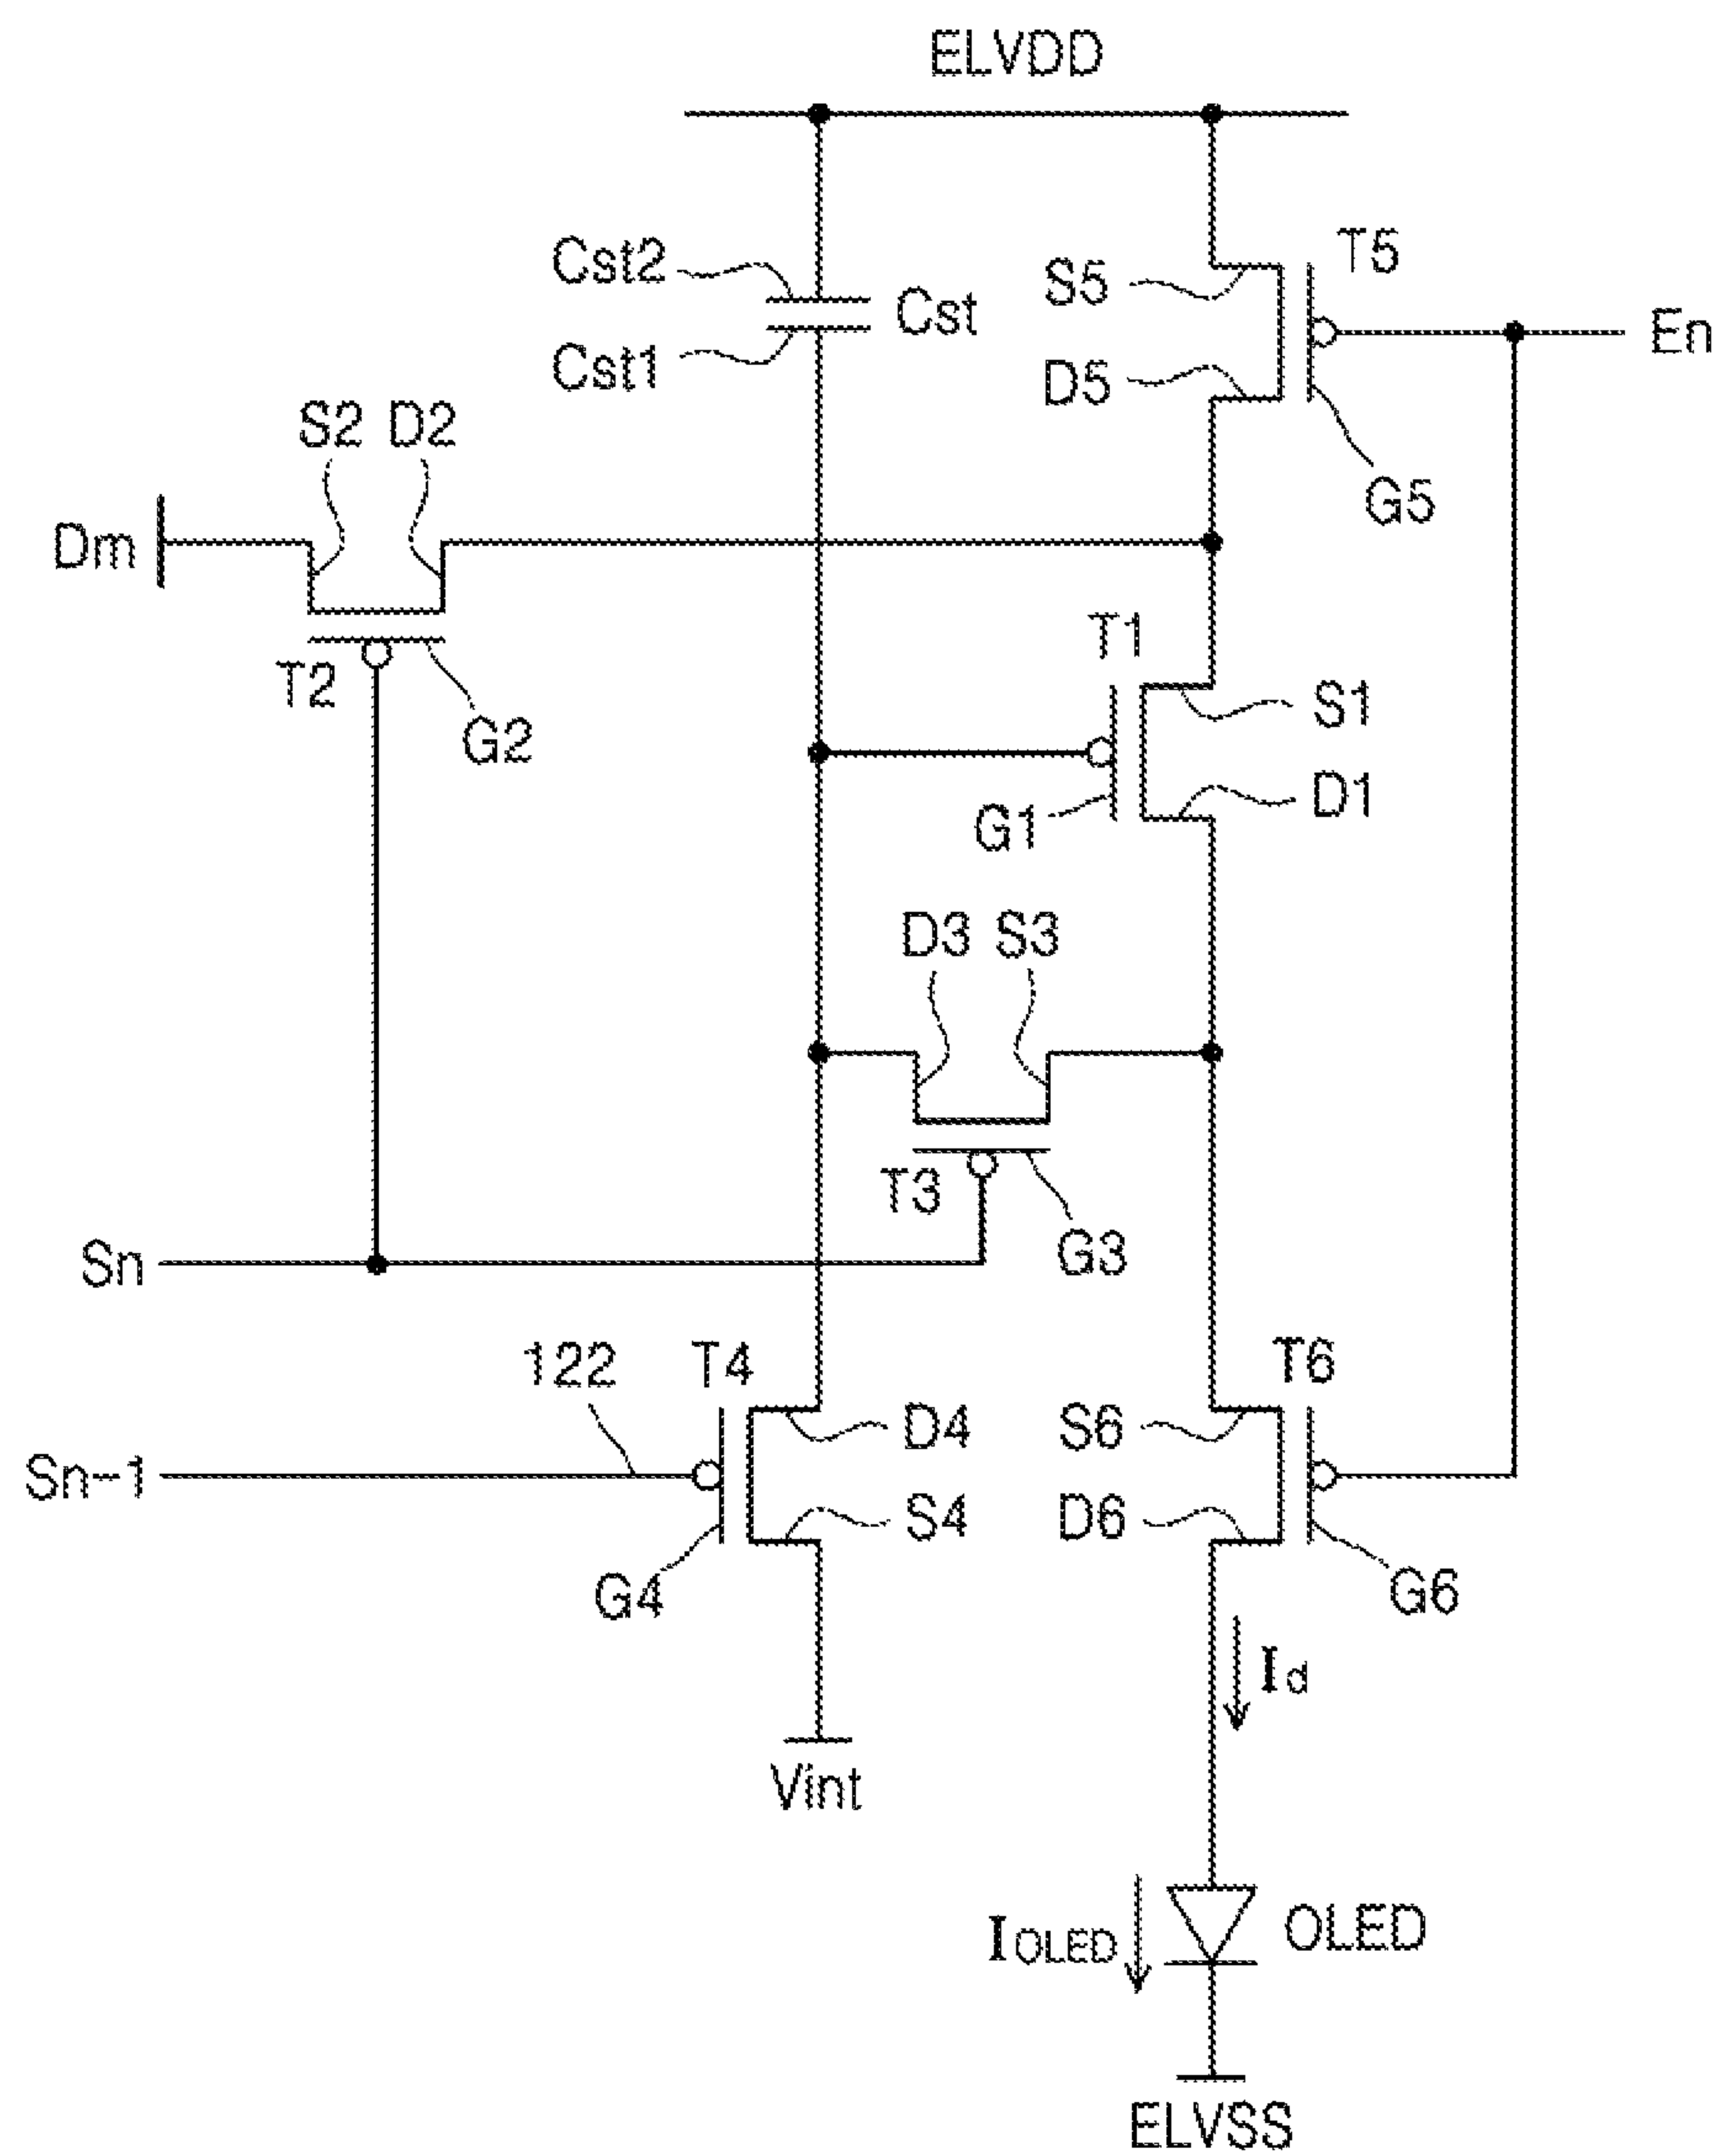 ELVDD
Cst2
Cst
Cst1
S5
T5
En
D5
G5
S2 D2
Dm
T2
G2
T1
S1
G1
D1
D3 S3
T3
G3
Sn
122
T4
D4
Sn-1
S4
G4
T6
S6
D6
G6
Id
Vint
IOLED
OLED
ELVSS